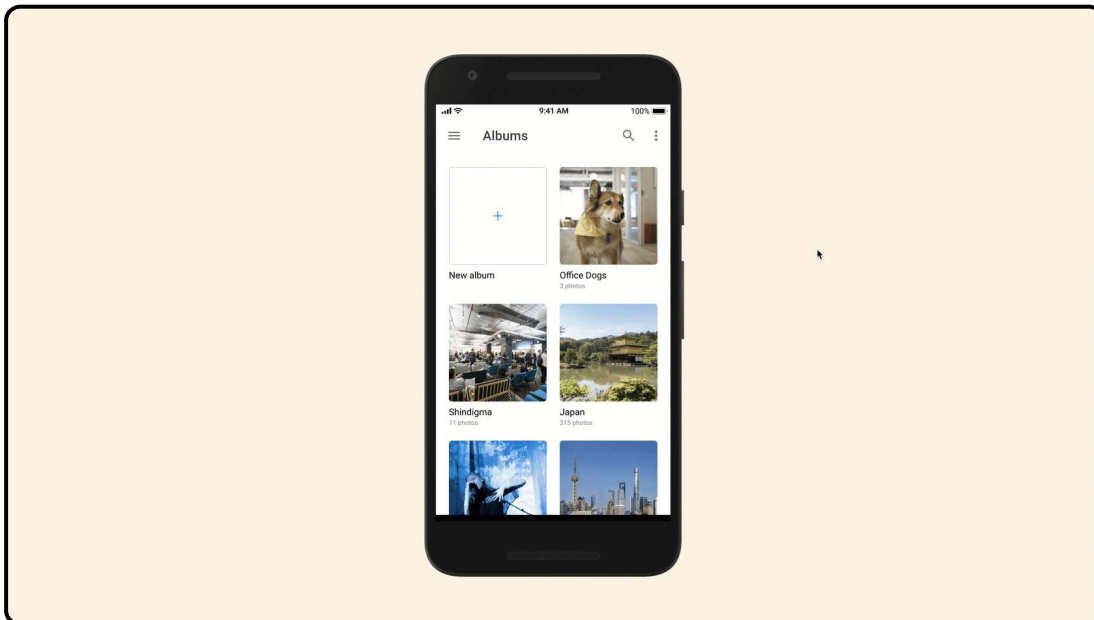 9:41 AM 100%
Albums
New album
Office Dogs
3 photos
Shindigma
11 photos
Japan
215 photos